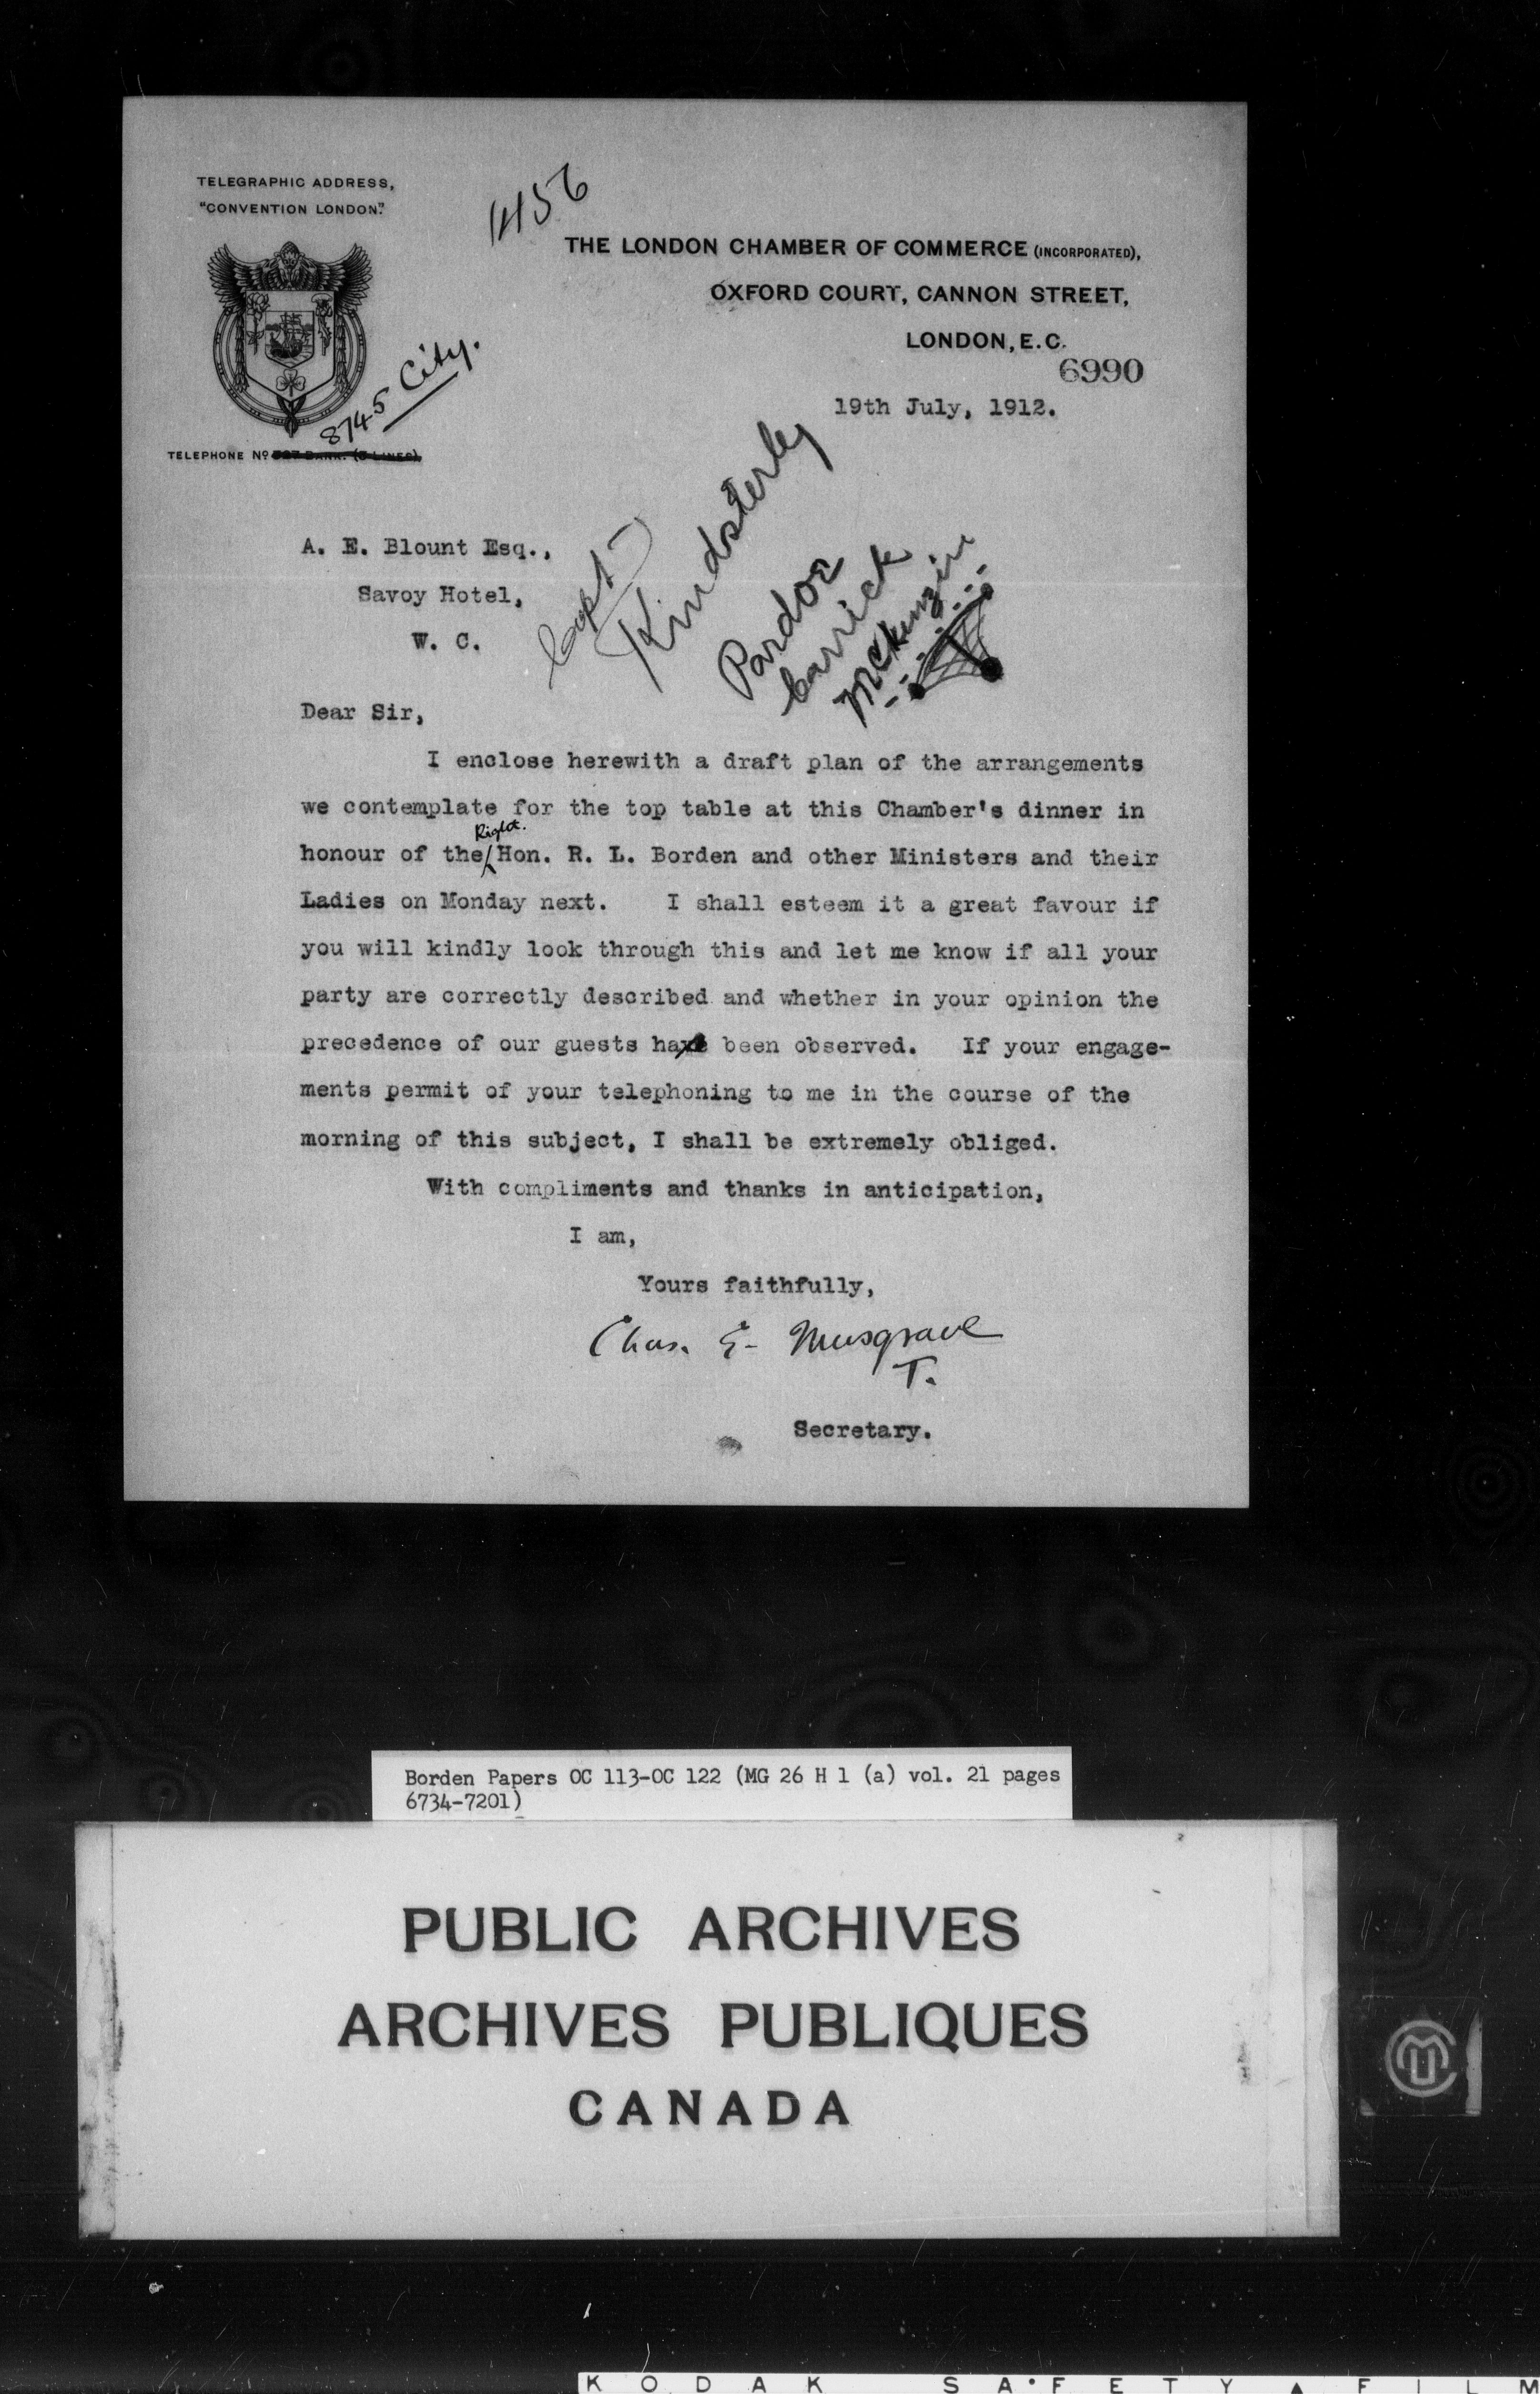 TELEGRAPHIC ADDRESS,
"CONVENTION LONDON."
1456
THE LONDON CHAMBER OF COMMERCE (INCORPORATED),
OXFORD COURT, CANNON STREET,
LONDON, E.C.
6990
19th July, 1912.
8745 City.
TELEPHONE No
Capt
Kindsterley
Pardoe
Carrick
McKenzie
A. E. Blount Esq.,
Savoy Hotel,
W. C.
Dear Sir,
I enclose herewith a draft plan of the arrangements
we contemplate for the top table at this Chamber's dinner in
honour of the Right. Hon. R. L. Borden and other Ministers and their
Ladies on Monday next. I shall esteem it a great favour if
you will kindly look through this and let me know if all your
party are correctly described and whether in your opinion the
precedence of our guests has been observed. If your engage-
ments permit of your telephoning to me in the course of the
morning of this subject, I shall be extremely obliged.
With compliments and thanks in anticipation,
I am,
Yours faithfully,
Chas. E. Musgrave
T.
Secretary.
Borden Papers OC 113-OC 122 (MG 26 H 1 (a) vol. 21 pages
6734-7201)
PUBLIC ARCHIVES
ARCHIVES PUBLIQUES
CANADA
KODAK SAFETY FILM